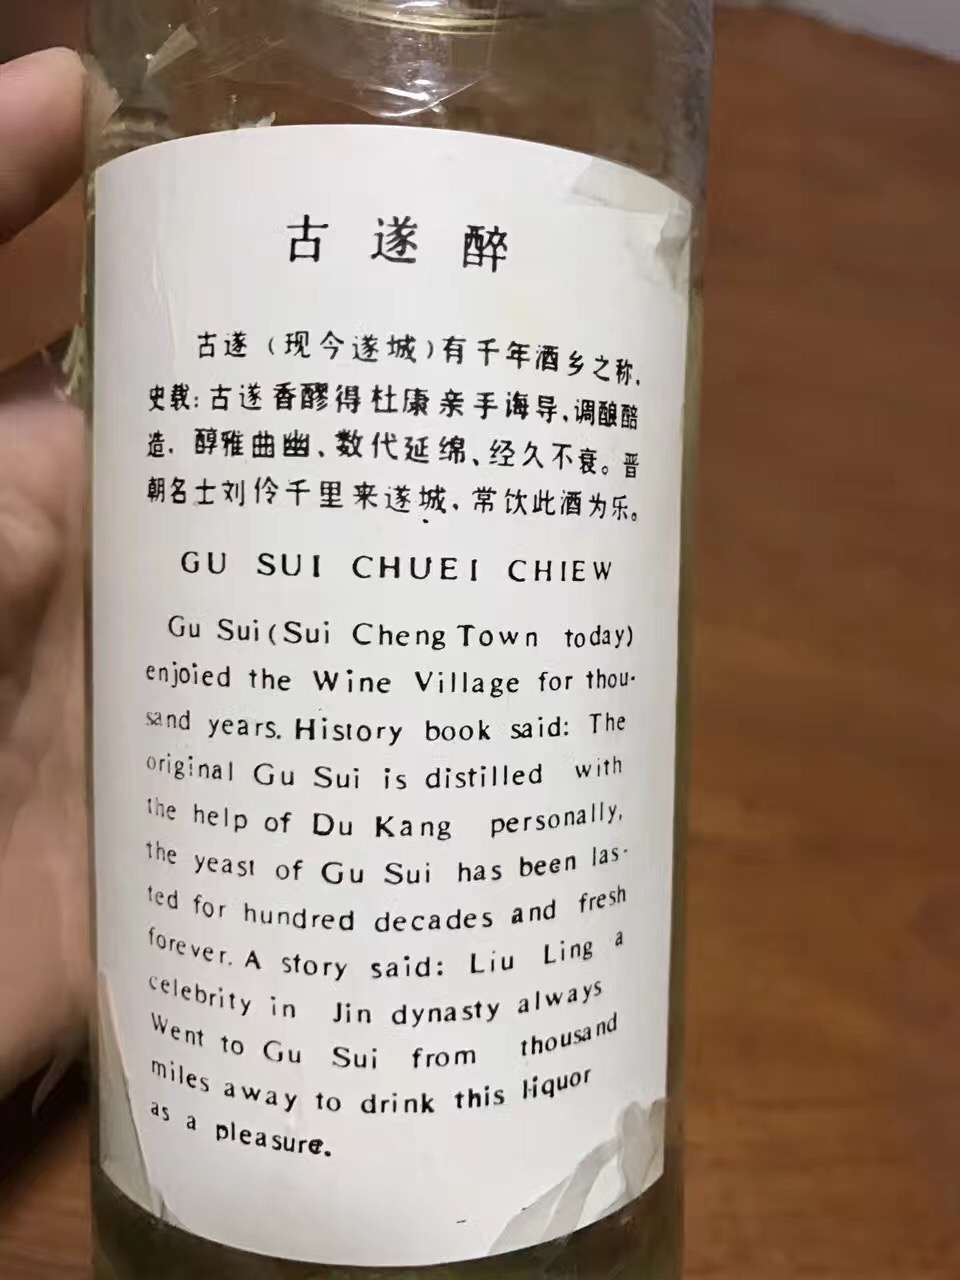 古遂醉
古遂(现今遂城)有千年酒乡之称,
史载:古遂香醪得杜康亲手诲导,调酿酷
造,醇雅曲幽、数代延绵、经久不衰。晋
朝名士刘伶千里来遂城,常饮此酒为乐。
GU SUI CHUEI CHIEW
Gu Sui(Sui Cheng Town today)
enjoied the Wine Village for thou-
sand years. History book said: The
original Gu Sui is distilled with
the help of Du Kang personally,
the yeast of Gu Sui has been las-
ted for hundred decades and fresh
forever. A story said: Liu Ling a
celebrity in Jin dynasty always
Went to Gu Sui from thousand
miles away to drink this liquor
as a pleasure.